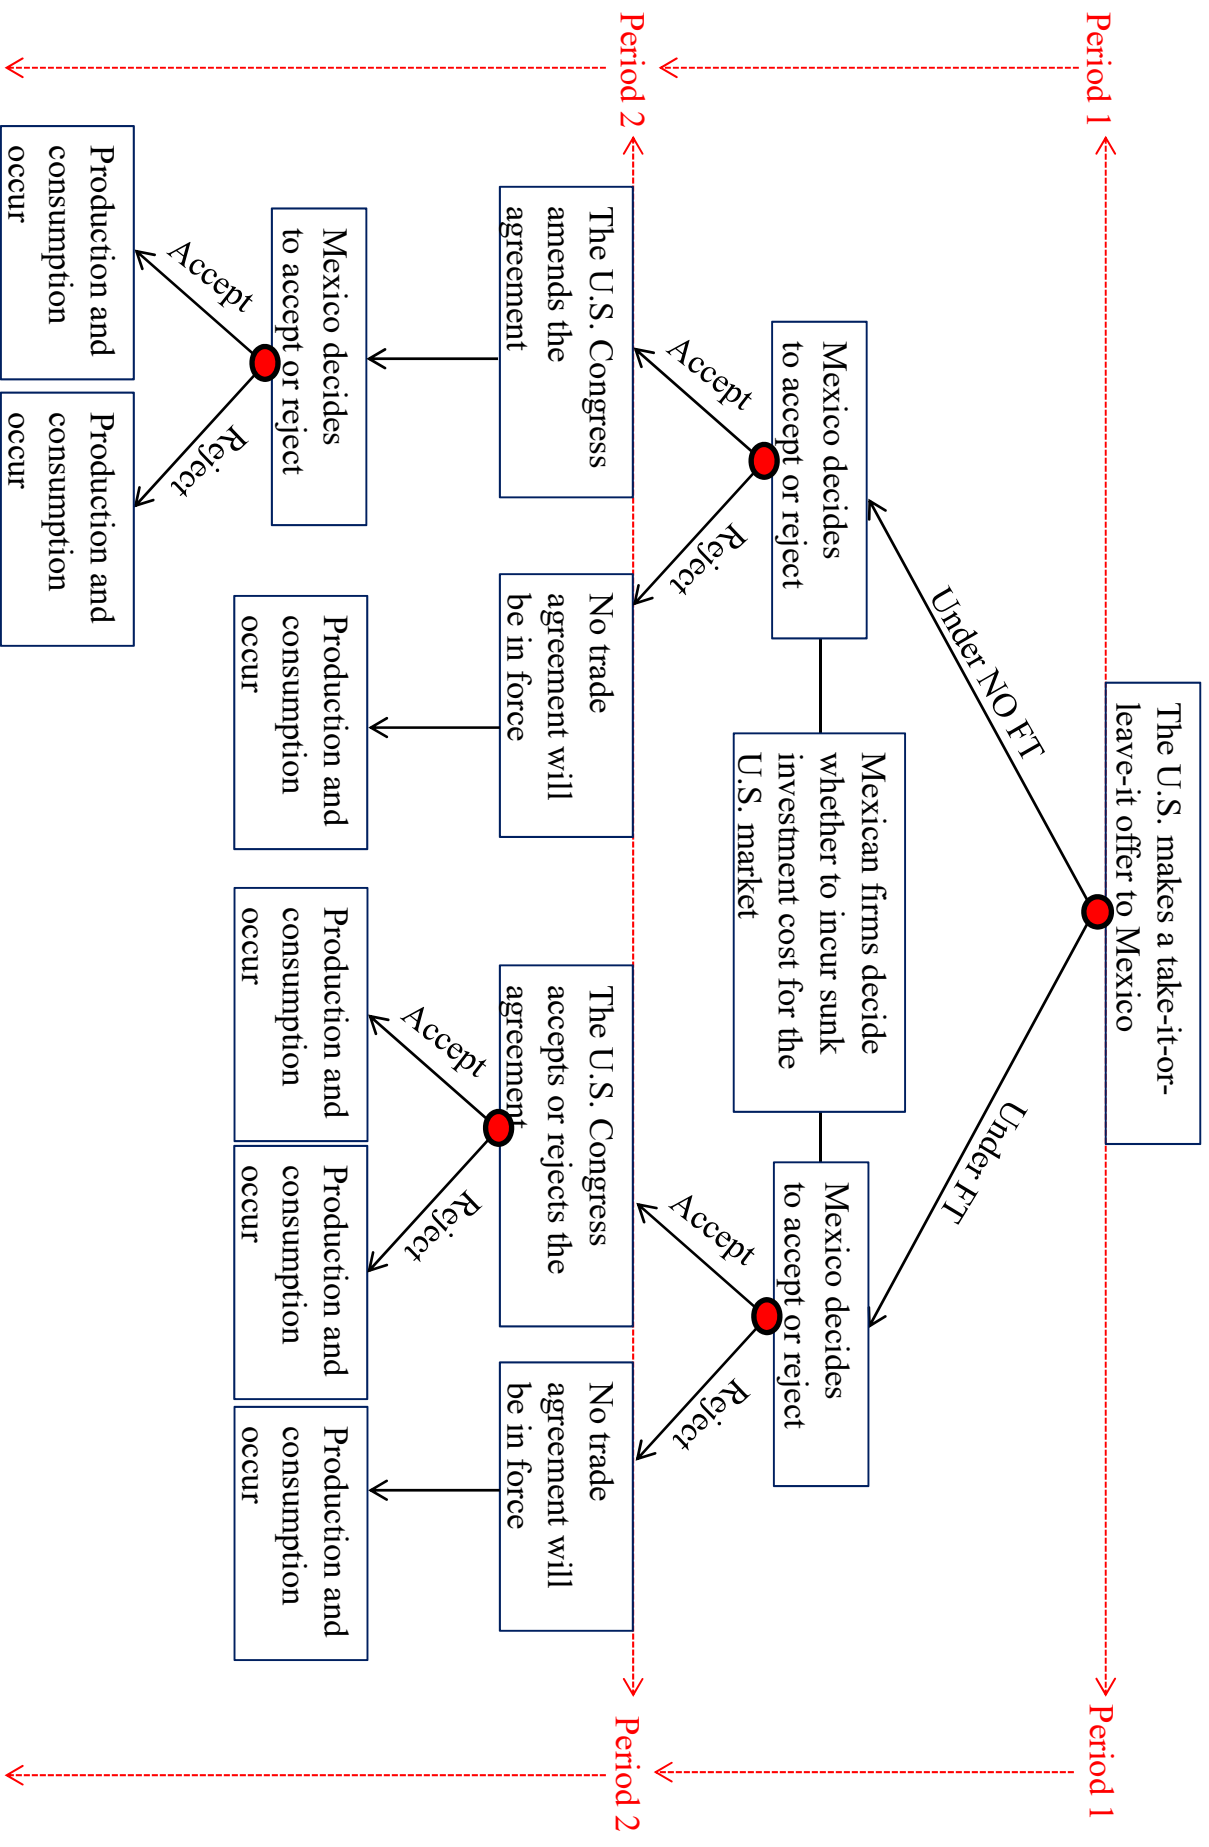 The U.S. makes a take-it-or-
leave-it offer to Mexico
Period 1
Period 1
Under NO FT
Under FT
Mexico decides
to accept or reject
Mexican firms decide
whether to incur sunk
investment cost for the
U.S. market
Mexico decides
to accept or reject
Accept
Reject
Accept
Reject
Period 2
Period 2
The U.S. Congress
amends the
agreement
No trade
agreement will
be in force
The U.S. Congress
accepts or rejects the
agreement
No trade
agreement will
be in force
Accept
Reject
Mexico decides
to accept or reject
Production and
consumption
occur
Production and
consumption
occur
Production and
consumption
occur
Production and
consumption
occur
Accept
Reject
Production and
consumption
occur
Production and
consumption
occur